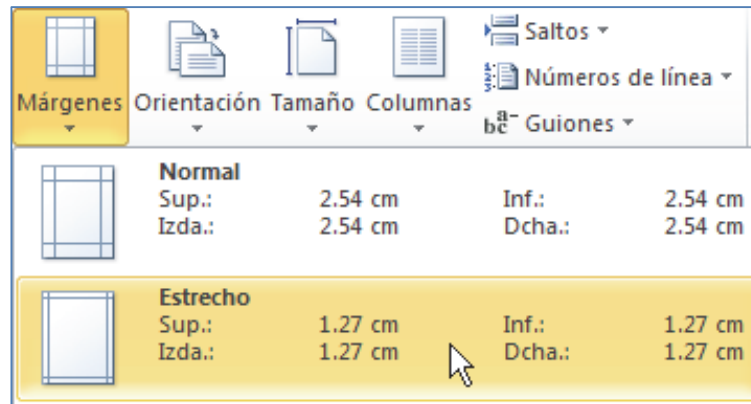 Saltos
Números de línea
Márgenes Orientación Tamaño Columnas
bc a- Guiones
Normal
Sup.: 2.54 cm Inf.: 2.54 cm
Izda.: 2.54 cm Dcha.: 2.54 cm
Estrecho
Sup.: 1.27 cm Inf.: 1.27 cm
Izda.: 1.27 cm Dcha.: 1.27 cm